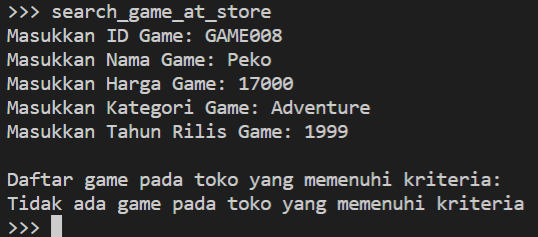 >>> search_game_at_store
Masukkan ID Game: GAME008
Masukkan Nama Game: Peko
Masukkan Harga Game: 17000
Masukkan Kategori Game: Adventure
Masukkan Tahun Rilis Game: 1999

Daftar game pada toko yang memenuhi kriteria:
Tidak ada game pada toko yang memenuhi kriteria
>>>